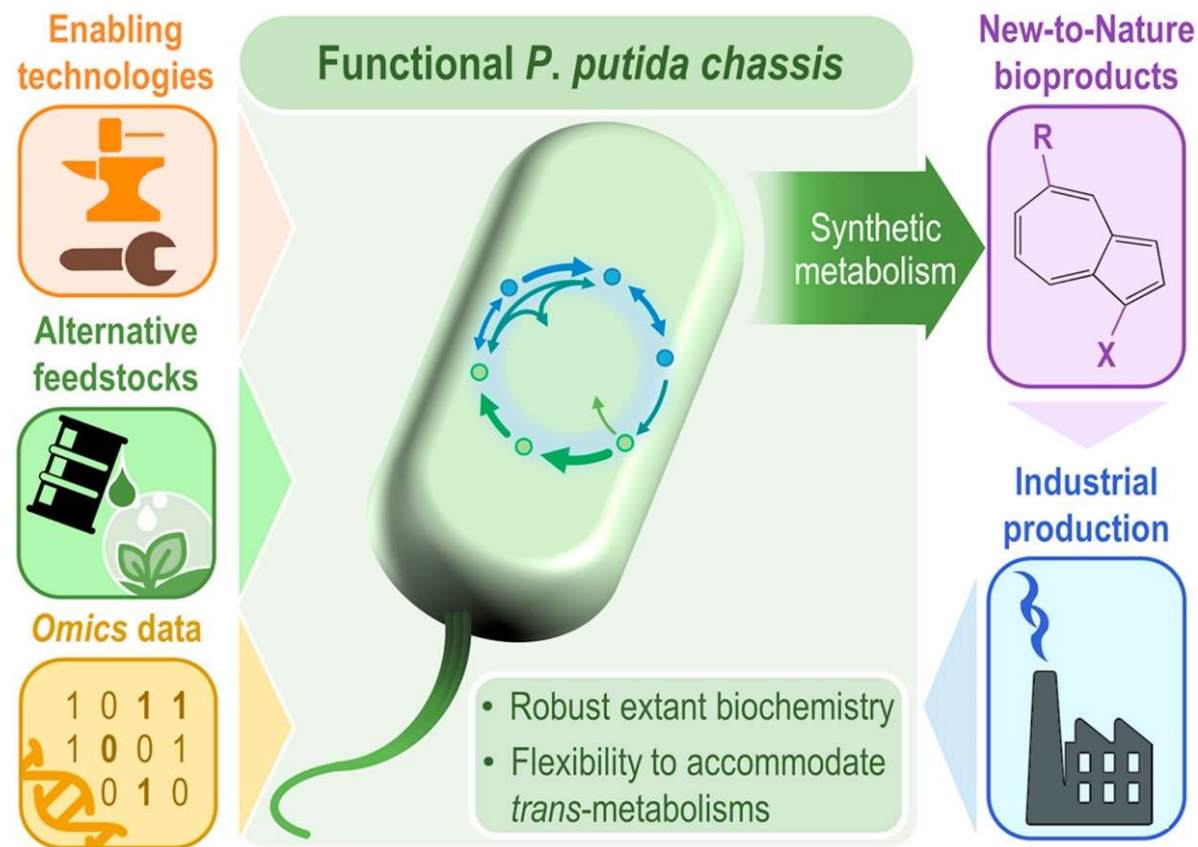 Enabling
technologies
Alternative
feedstocks
Omics data
1 0 1 1
1 0 0 1
0 1 0
Functional P. putida chassis
Synthetic
metabolism
• Robust extant biochemistry
• Flexibility to accommodate
trans-metabolisms
New-to-Nature
bioproducts
R
X
Industrial
production